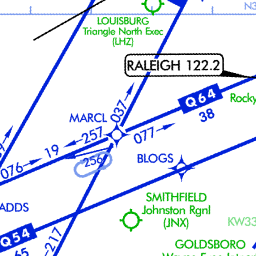 N3
LOUISBURG
Triangle North Exec
(LHZ)
RALEIGH 122.2
Q64
Rocky
MARCL
037
38
257
077
19
076
256
BLOGS
SMITHFIELD
Johnston Rgnl
(JNX)
KW33
ADDS
Q54
217
65
GOLDSBORO